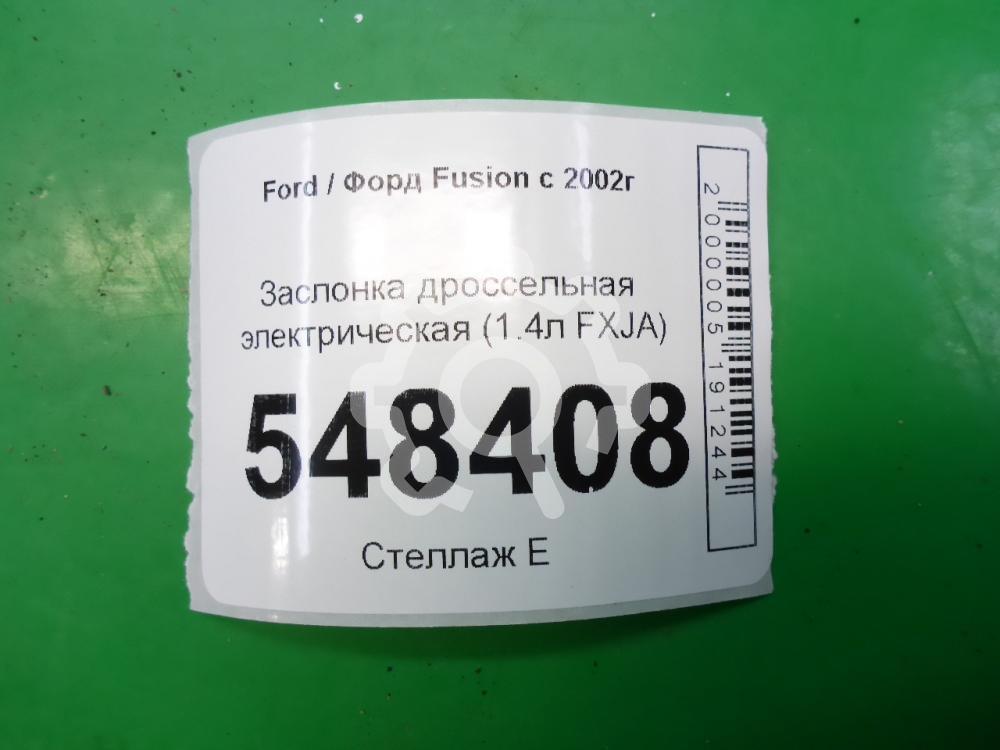 Ford / Форд Fusion с 2002г
Заслонка дроссельная
электрическая (1.4л FXJA)
548408
Стеллаж Е
2000005191244